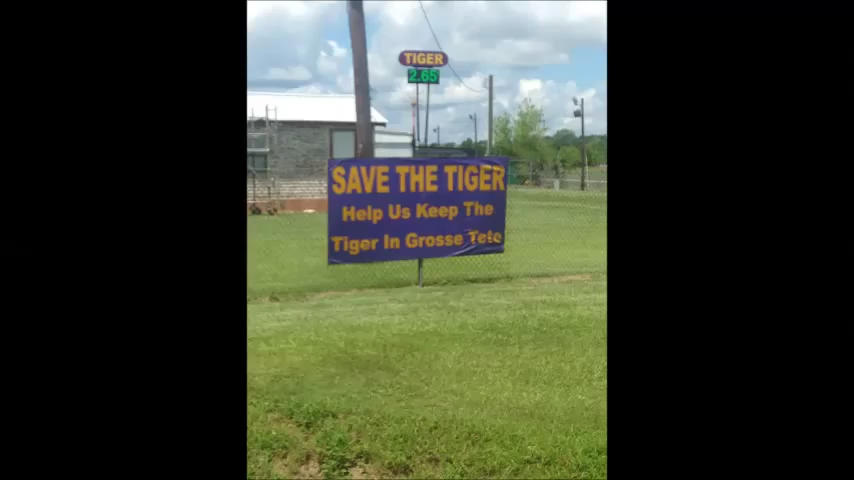 TIGER
2.65
SAVE THE TIGER
Help Us Keep The
Tiger In Grosse Tete